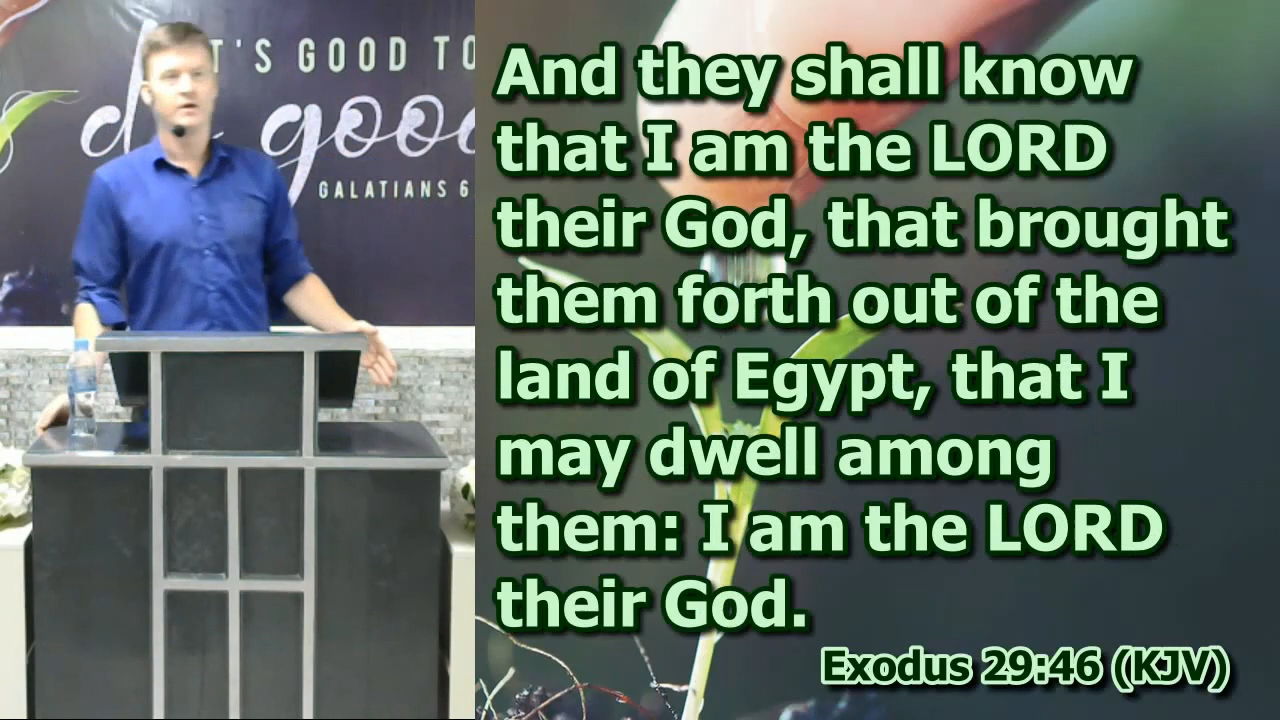 T'S GOOD TO
do good
GALATIANS 6
And they shall know
that I am the LORD
their God, that brought
them forth out of the
land of Egypt, that I
may dwell among
them: I am the LORD
their God.
Exodus 29:46 (KJV)